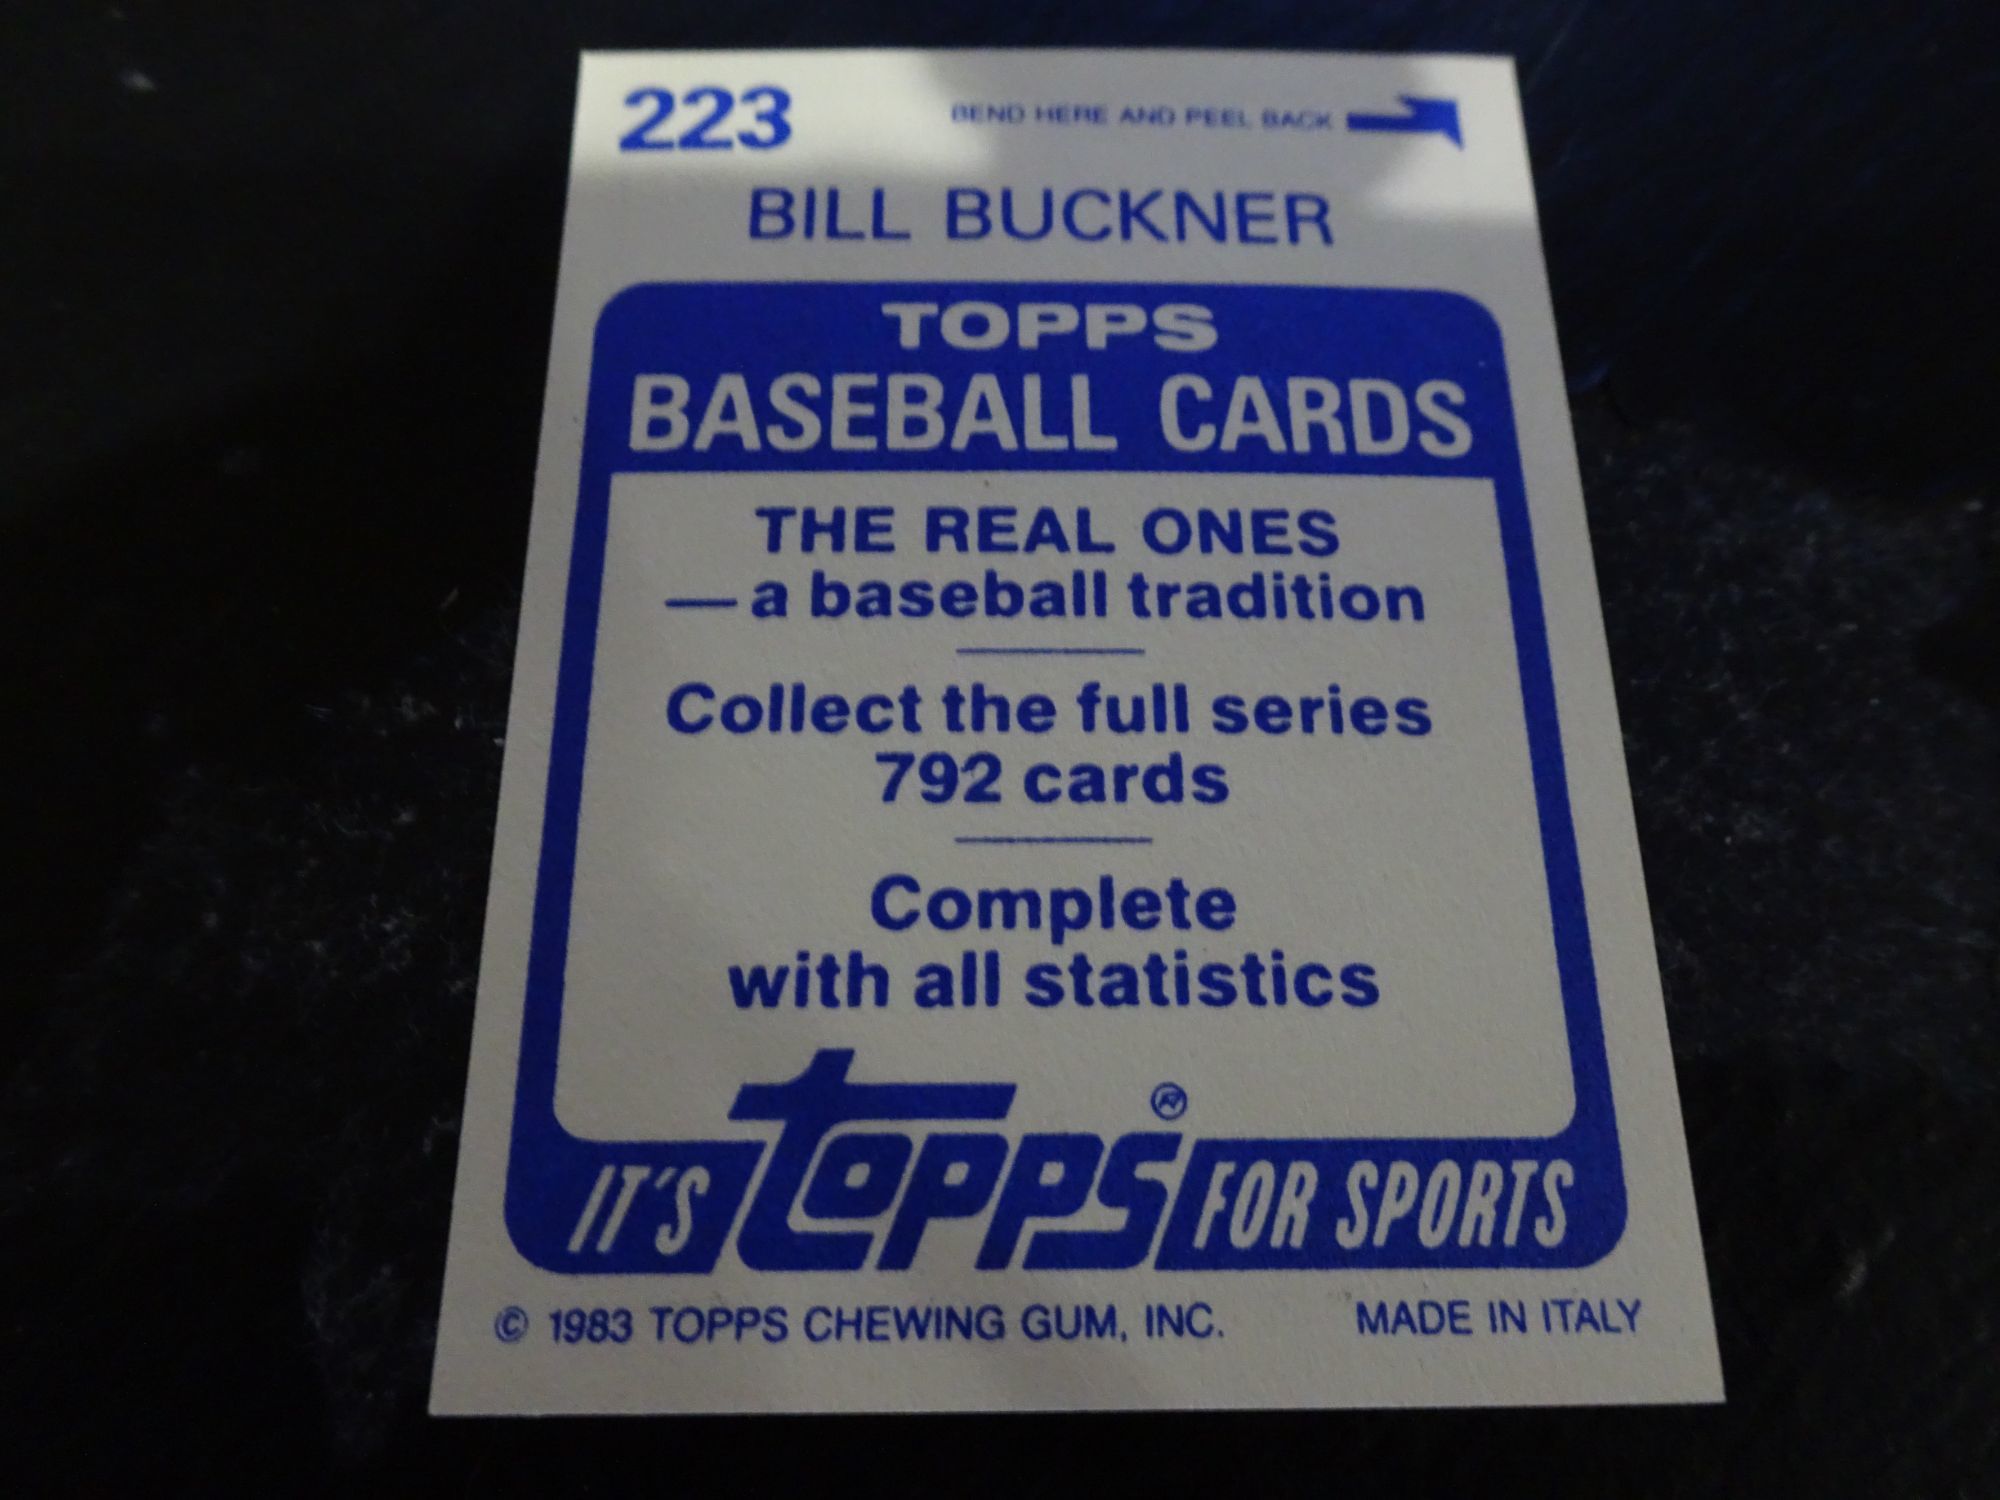 223 BEND HERE AND PEEL BACK
BILL BUCKNER
TOPPS
BASEBALL CARDS
THE REAL ONES
— a baseball tradition
Collect the full series
792 cards
Complete
with all statistics
IT'S topps ® FOR SPORTS
© 1983 TOPPS CHEWING GUM, INC. MADE IN ITALY